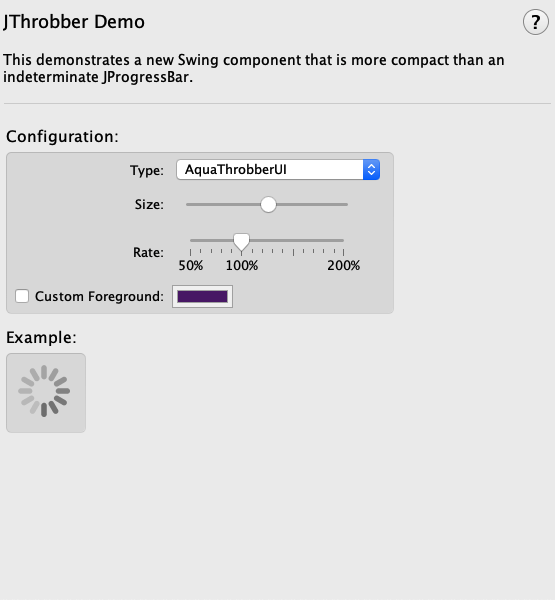 JThrobber Demo
?
This demonstrates a new Swing component that is more compact than an
indeterminate JProgressBar.
Configuration:
Type: AquaThrobberUI
Size:
Rate:
50% 100% 200%
Custom Foreground:
Example: